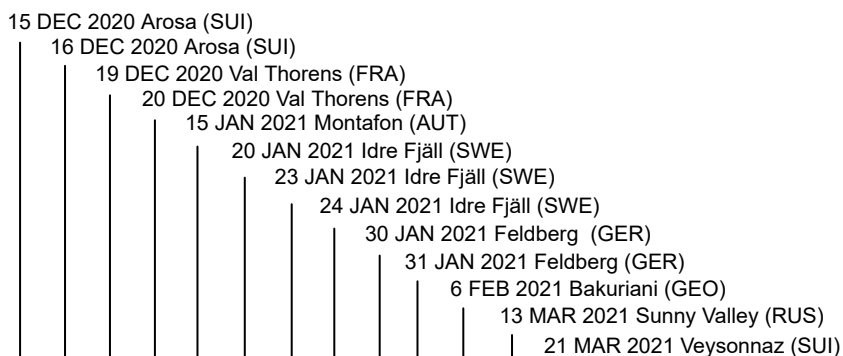 15 DEC 2020 Arosa (SUI)
16 DEC 2020 Arosa (SUI)
19 DEC 2020 Val Thorens (FRA)
20 DEC 2020 Val Thorens (FRA)
15 JAN 2021 Montafon (AUT)
20 JAN 2021 Idre Fjäll (SWE)
23 JAN 2021 Idre Fjäll (SWE)
24 JAN 2021 Idre Fjäll (SWE)
30 JAN 2021 Feldberg (GER)
31 JAN 2021 Feldberg (GER)
6 FEB 2021 Bakuriani (GEO)
13 MAR 2021 Sunny Valley (RUS)
21 MAR 2021 Veysonnaz (SUI)